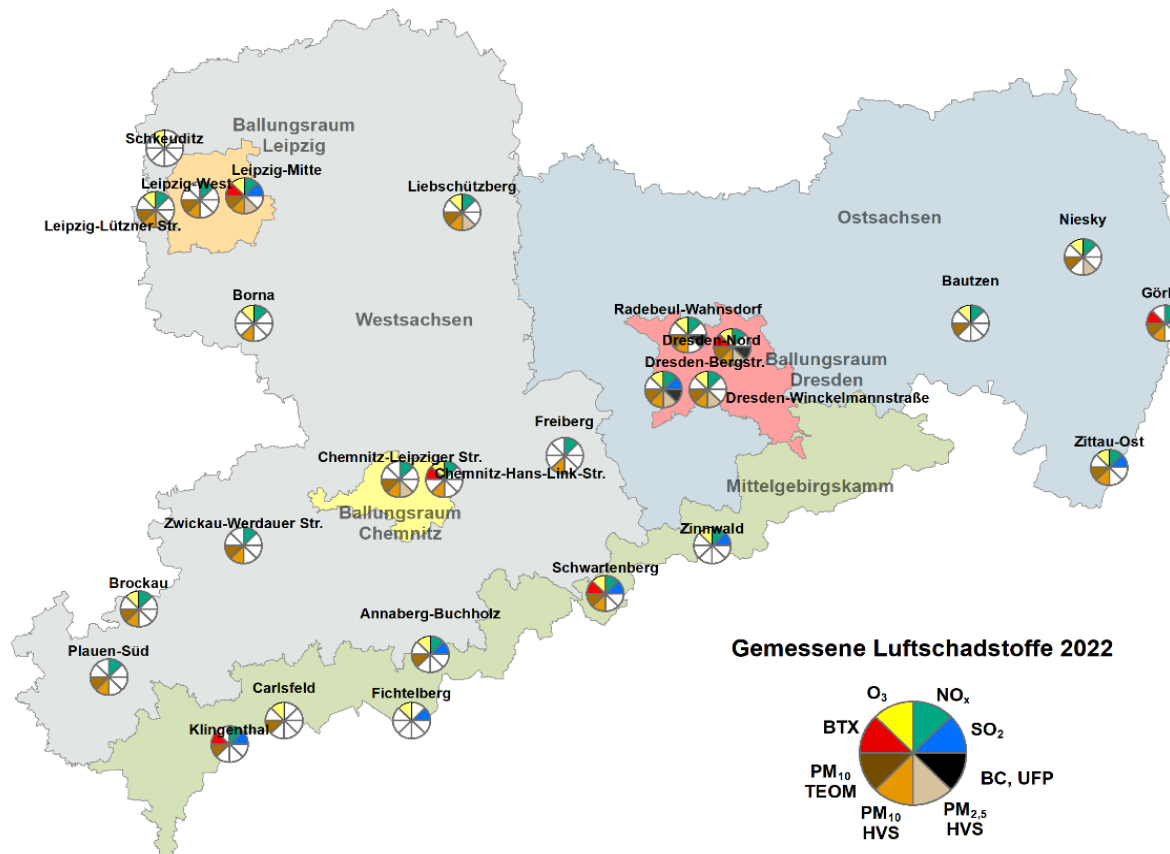 Schkeuditz
Ballungsraum
Leipzig
Leipzig-West
Leipzig-Mitte
Leipzig-Lützner Str.
Liebschützberg
Ostsachsen
Niesky
Borna
Westsachsen
Radebeul-Wahnsdorf
Bautzen
Görl
Dresden-Nord
Dresden-Bergstr.
Ballungsraum
Dresden
Dresden-Winckelmannstraße
Freiberg
Chemnitz-Leipziger Str.
Chemnitz-Hans-Link-Str.
Zittau-Ost
Mittelgebirgskamm
Ballungsraum
Chemnitz
Zwickau-Werdauer Str.
Zinnwald
Schwartenberg
Brockau
Annaberg-Buchholz
Plauen-Süd
Carlsfeld
Fichtelberg
Klingenthal
Gemessene Luftschadstoffe 2022
O₃
NOₓ
BTX
SO₂
PM₁₀
TEOM
BC, UFP
PM₁₀
HVS
PM₂,₅
HVS